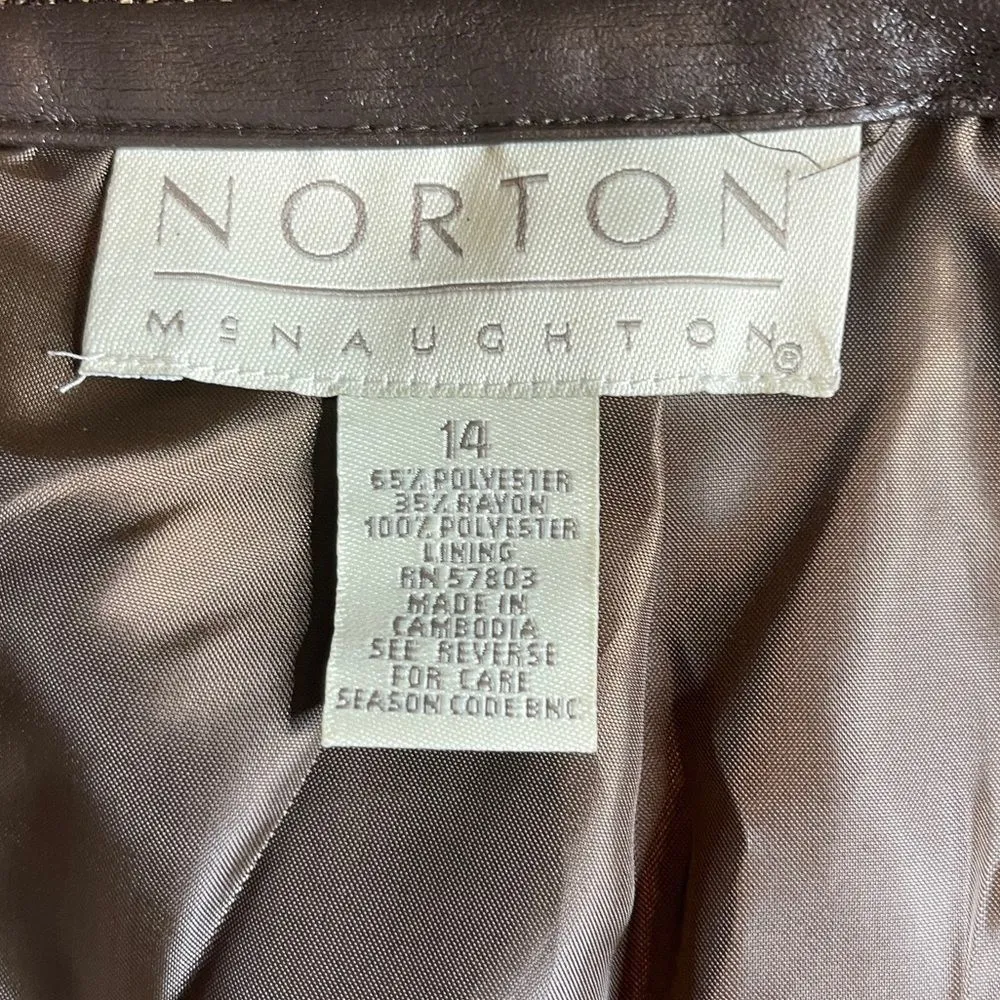 NORTON
McNAUGHTON®
14
65% POLYESTER
35% RAYON
100% POLYESTER
LINING
RN 57803
MADE IN
CAMBODIA
SEE REVERSE
FOR CARE
SEASON CODE BNC